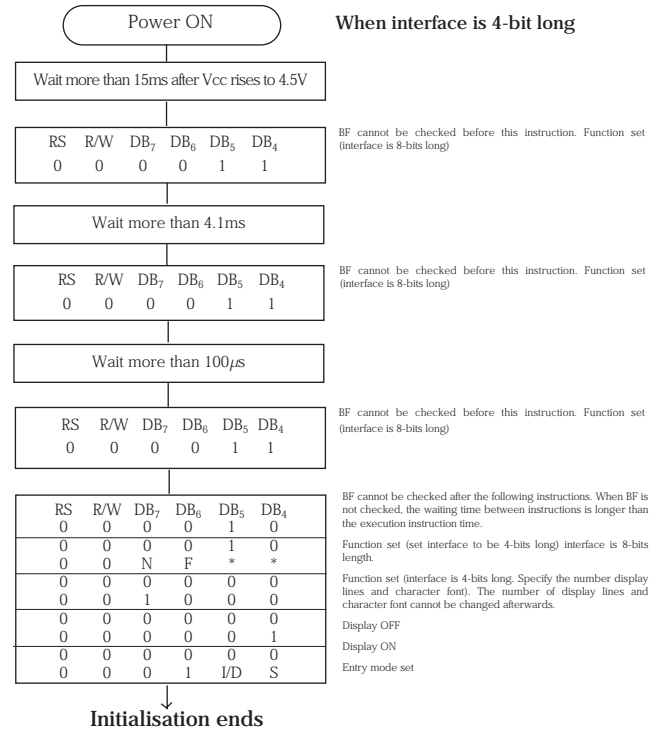 Power ON
When interface is 4-bit long
Wait more than 15ms after Vcc rises to 4.5V
RS R/W DB7 DB6 DB5 DB4
0 0 0 0 1 1
BF cannot be checked before this instruction. Function set
(interface is 8-bits long)
Wait more than 4.1ms
RS R/W DB7 DB6 DB5 DB4
0 0 0 0 1 1
BF cannot be checked before this instruction. Function set
(interface is 8-bits long)
Wait more than 100μs
RS R/W DB7 DB6 DB5 DB4
0 0 0 0 1 1
BF cannot be checked before this instruction. Function set
(interface is 8-bits long)
RS R/W DB7 DB6 DB5 DB4
0 0 0 0 1 0
0 0 0 0 1 0
0 0 N F * *
0 0 0 0 0 0
0 0 1 0 0 0
0 0 0 0 0 0
0 0 0 0 0 1
0 0 0 0 0 0
0 0 0 1 I/D S
BF cannot be checked after the following instructions. When BF is
not checked, the waiting time between instructions is longer than
the execution instruction time.
Function set (set interface to be 4-bits long) interface is 8-bits
length.
Function set (interface is 4-bits long. Specify the number display
lines and character font). The number of display lines and
character font cannot be changed afterwards.
Display OFF
Display ON
Entry mode set
Initialisation ends